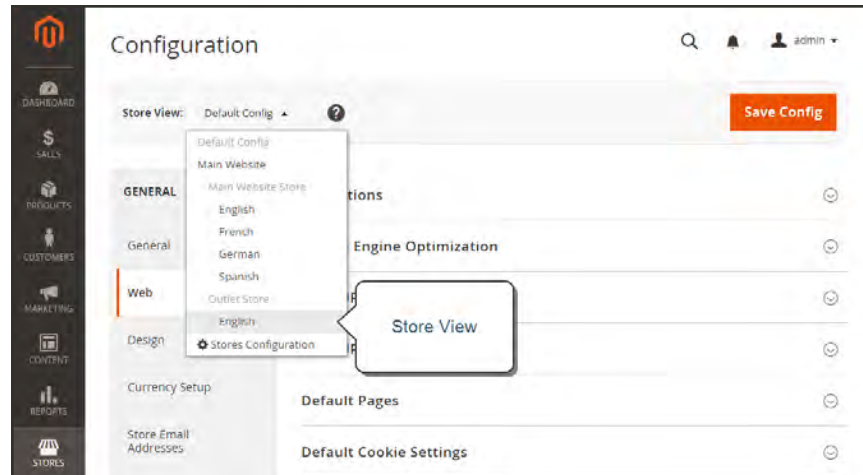 Configuration
admin
DASHBOARD
SALES
PRODUCTS
CUSTOMERS
MARKETING
CONTENT
REPORTS
STORES
Store View: Default Config
Save Config
Default Config
Main Website
Main Website Store
English
French
German
Spanish
Outlet Store
English
Stores Configuration
Store View
GENERAL
General
Web
Design
Currency Setup
Store Email
Addresses
tions
Engine Optimization
Default Pages
Default Cookie Settings